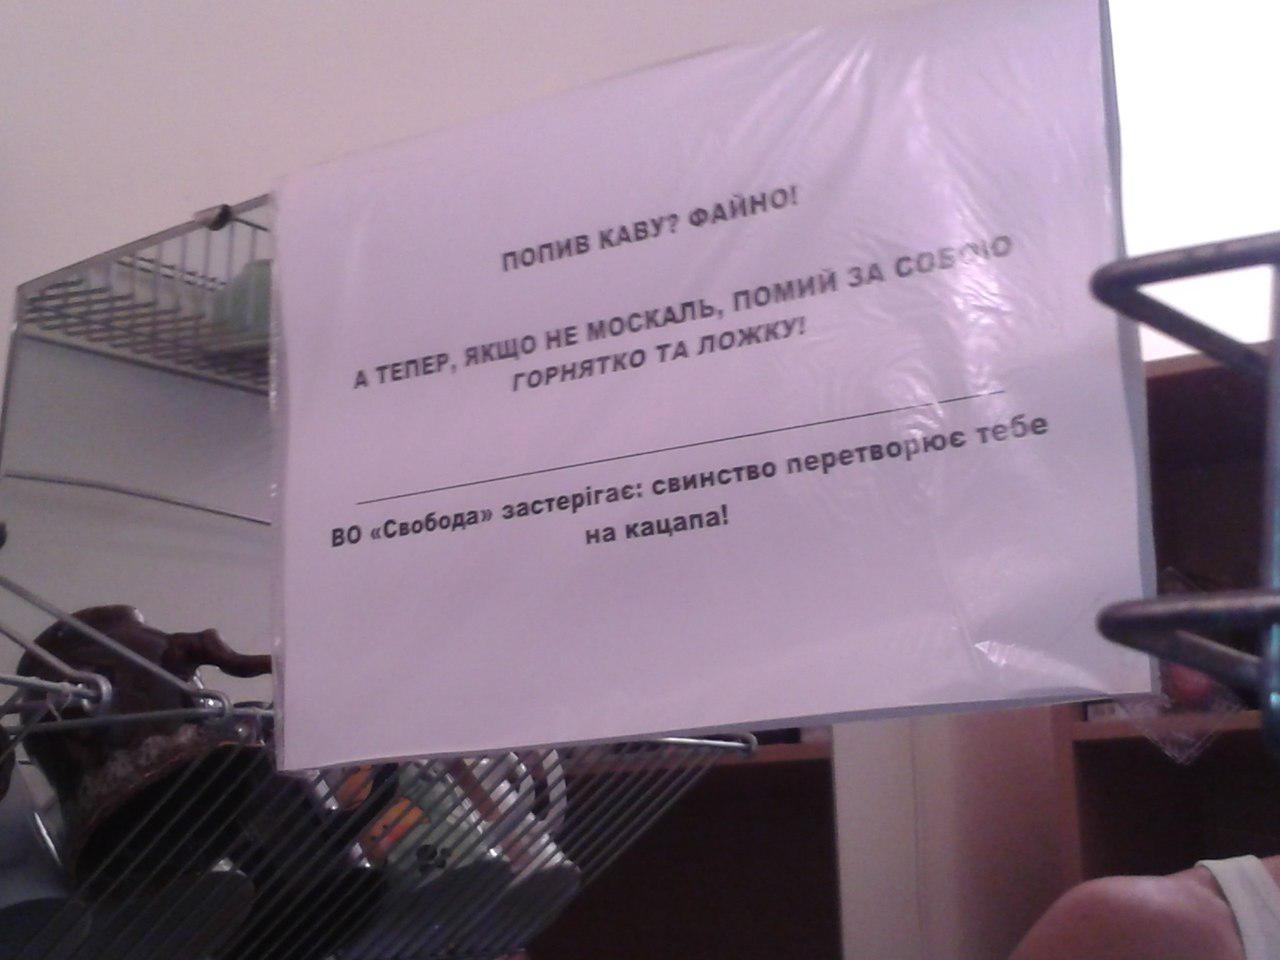 ПОПИВ КАВУ? ФАЙНО!
А ТЕПЕР, ЯКЩО НЕ МОСКАЛЬ, ПОМИЙ ЗА СОБОЮ
ГОРНЯТКО ТА ЛОЖКУ!
ВО «Свобода» застерігає: свинство перетворює тебе
на кацапа!